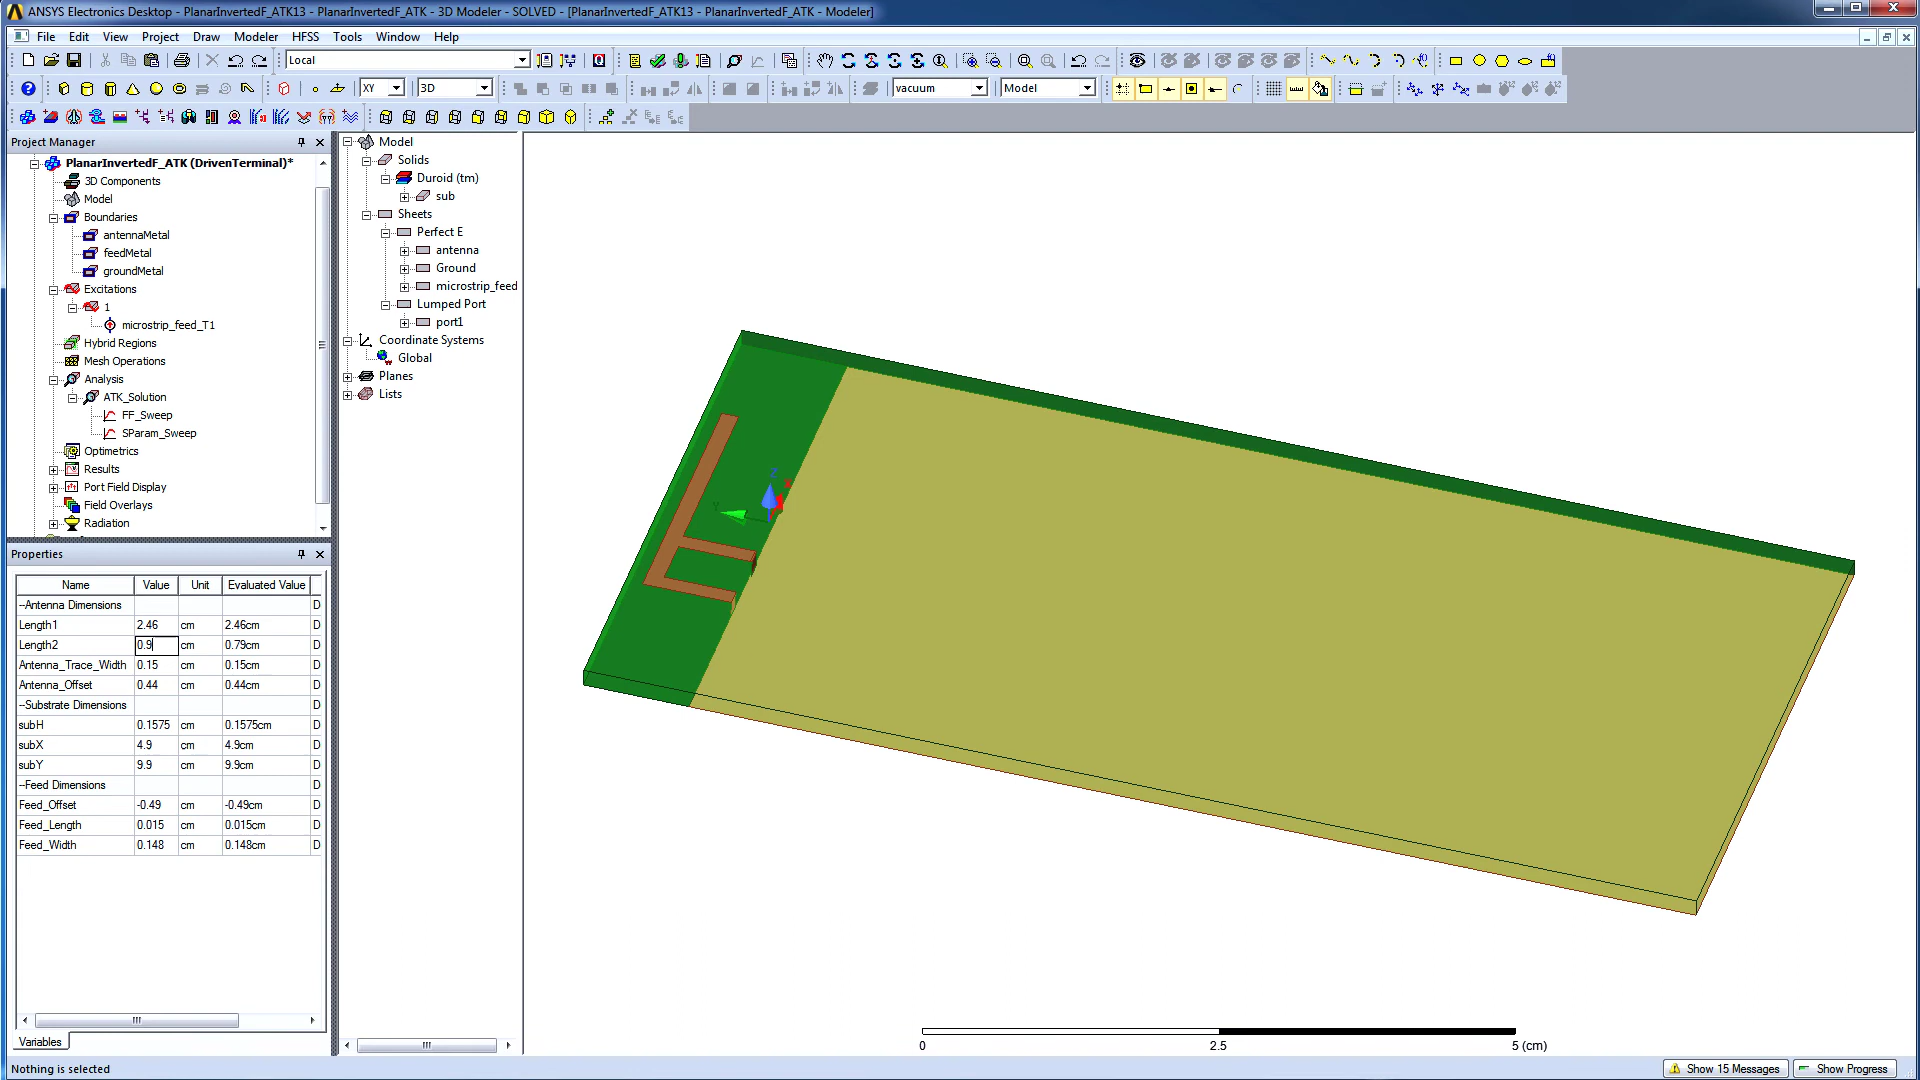 ANSYS Electronics Desktop - PlanarInvertedF_ATK13 - PlanarInvertedF_ATK - 3D Modeler - SOLVED - [PlanarInvertedF_ATK13 - PlanarInvertedF_ATK - Modeler]
File Edit View Project Draw Modeler HFSS Tools Window Help
Local
XY 3D vacuum Model
Project Manager
PlanarInvertedF_ATK (DrivenTerminal)*
3D Components
Model
Boundaries
antennaMetal
feedMetal
groundMetal
Excitations
1
microstrip_feed_T1
Hybrid Regions
Mesh Operations
Analysis
ATK_Solution
FF_Sweep
SParam_Sweep
Optimetrics
Results
Port Field Display
Field Overlays
Radiation
Model
Solids
Duroid (tm)
sub
Sheets
Perfect E
antenna
Ground
microstrip_feed
Lumped Port
port1
Coordinate Systems
Global
Planes
Lists
Properties
Name Value Unit Evaluated Value
--Antenna Dimensions D
Length1 2.46 cm 2.46cm D
Length2 0.9 cm 0.79cm D
Antenna_Trace_Width 0.15 cm 0.15cm D
Antenna_Offset 0.44 cm 0.44cm D
--Substrate Dimensions D
subH 0.1575 cm 0.1575cm D
subX 4.9 cm 4.9cm D
subY 9.9 cm 9.9cm D
--Feed Dimensions D
Feed_Offset -0.49 cm -0.49cm D
Feed_Length 0.015 cm 0.015cm D
Feed_Width 0.148 cm 0.148cm D
Variables
Z
X
Y
0 2.5 5 (cm)
Nothing is selected
Show 15 Messages
Show Progress